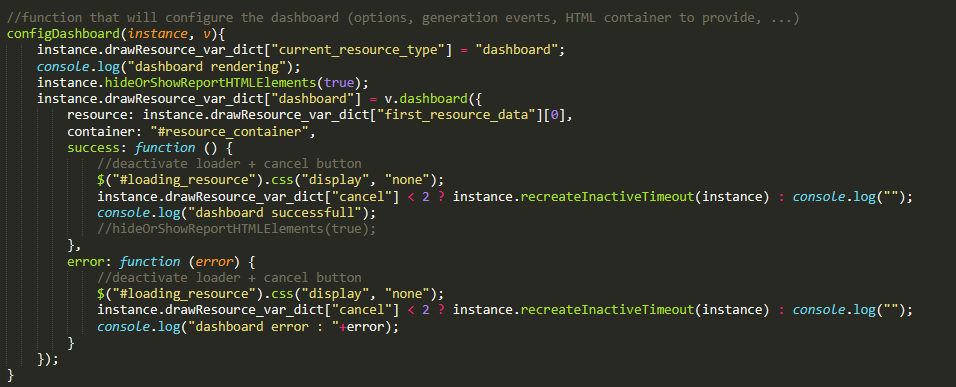 //function that will configure the dashboard (options, generation events, HTML container to provide, ...)
configDashboard(instance, v){
    instance.drawResource_var_dict["current_resource_type"] = "dashboard";
    console.log("dashboard rendering");
    instance.hideOrShowReportHTMLElements(true);
    instance.drawResource_var_dict["dashboard"] = v.dashboard({
        resource: instance.drawResource_var_dict["first_resource_data"][0],
        container: "#resource_container",
        success: function () {
            //deactivate loader + cancel button
            $("#loading_resource").css("display", "none");
            instance.drawResource_var_dict["cancel"] < 2 ? instance.recreateInactiveTimeout(instance) : console.log("");
            console.log("dashboard successfull");
            //hideOrShowReportHTMLElements(true);
        },
        error: function (error) {
            //deactivate loader + cancel button
            $("#loading_resource").css("display", "none");
            instance.drawResource_var_dict["cancel"] < 2 ? instance.recreateInactiveTimeout(instance) : console.log("");
            console.log("dashboard error : "+error);
        }
    });
}